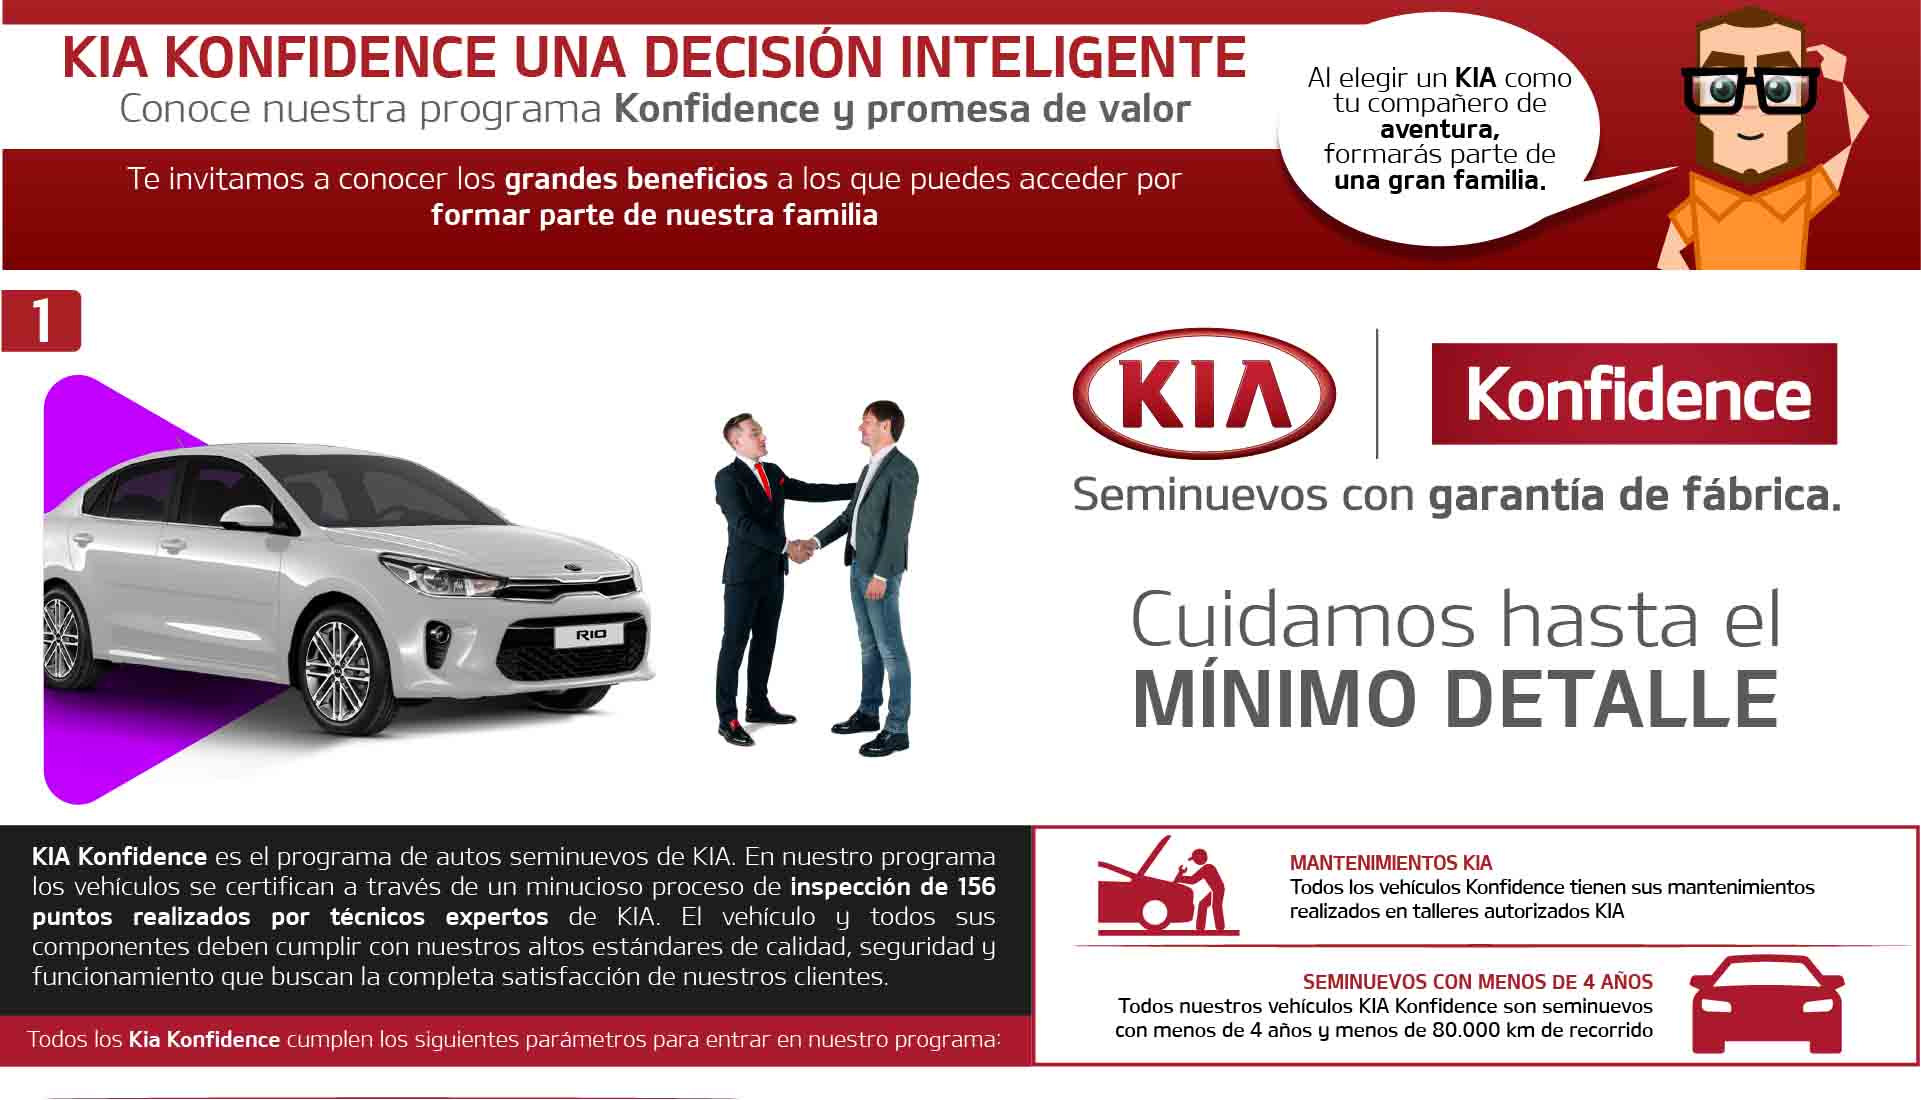 KIA KONFIDENCE UNA DECISIÓN INTELIGENTE
Conoce nuestra programa Konfidence y promesa de valor
Te invitamos a conocer los grandes beneficios a los que puedes acceder por
formar parte de nuestra familia
Al elegir un KIA como
tu compañero de
aventura,
formarás parte de
una gran familia.
1
RIO
KIA
Konfidence
Seminuevos con garantía de fábrica.
Cuidamos hasta el
MÍNIMO DETALLE
KIA Konfidence es el programa de autos seminuevos de KIA. En nuestro programa
los vehículos se certifican a través de un minucioso proceso de inspección de 156
puntos realizados por técnicos expertos de KIA. El vehículo y todos sus
componentes deben cumplir con nuestros altos estándares de calidad, seguridad y
funcionamiento que buscan la completa satisfacción de nuestros clientes.
Todos los Kia Konfidence cumplen los siguientes parámetros para entrar en nuestro programa:
MANTENIMIENTOS KIA
Todos los vehículos Konfidence tienen sus mantenimientos
realizados en talleres autorizados KIA
SEMINUEVOS CON MENOS DE 4 AÑOS
Todos nuestros vehículos KIA Konfidence son seminuevos
con menos de 4 años y menos de 80.000 km de recorrido